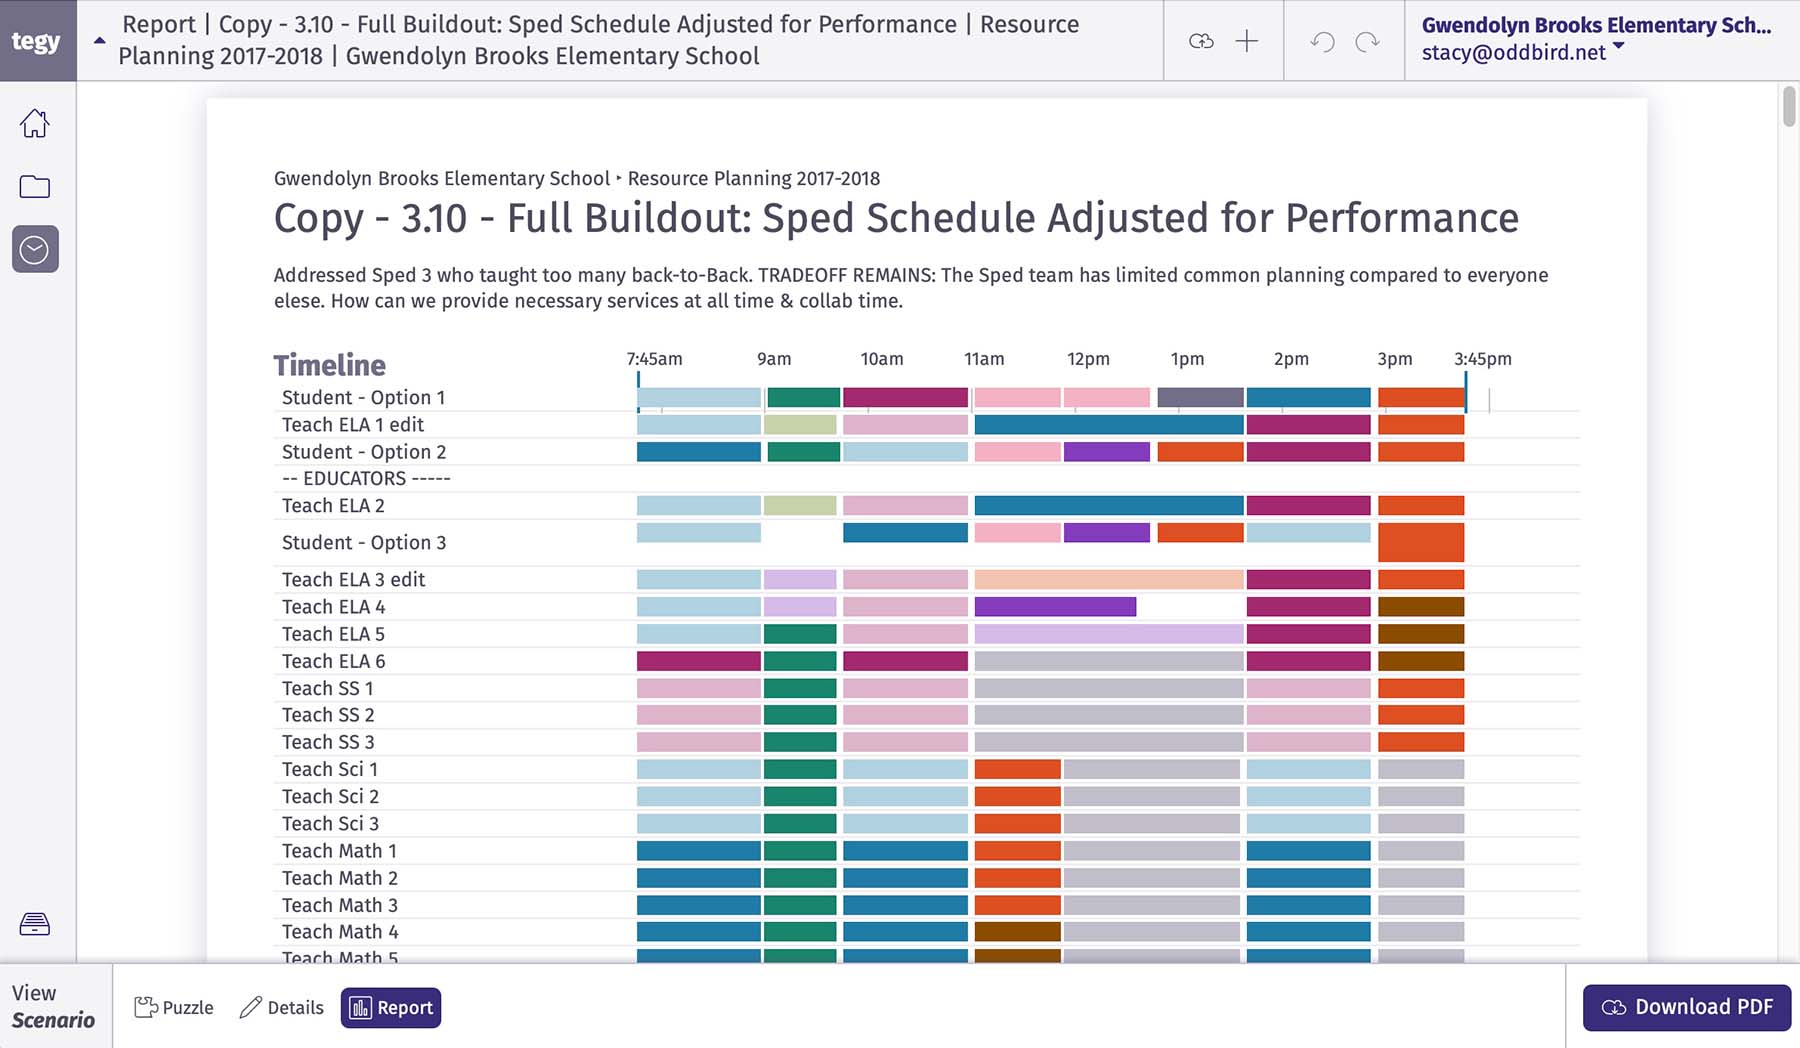 tegy
Report | Copy - 3.10 - Full Buildout: Sped Schedule Adjusted for Performance | Resource
Planning 2017-2018 | Gwendolyn Brooks Elementary School
Gwendolyn Brooks Elementary Sch...
stacy@oddbird.net
Gwendolyn Brooks Elementary School ‣ Resource Planning 2017-2018
Copy - 3.10 - Full Buildout: Sped Schedule Adjusted for Performance
Addressed Sped 3 who taught too many back-to-Back. TRADEOFF REMAINS: The Sped team has limited common planning compared to everyone
elese. How can we provide necessary services at all time & collab time.
Timeline
7:45am 9am 10am 11am 12pm 1pm 2pm 3pm 3:45pm
Student - Option 1
Teach ELA 1 edit
Student - Option 2
-- EDUCATORS -----
Teach ELA 2
Student - Option 3
Teach ELA 3 edit
Teach ELA 4
Teach ELA 5
Teach ELA 6
Teach SS 1
Teach SS 2
Teach SS 3
Teach Sci 1
Teach Sci 2
Teach Sci 3
Teach Math 1
Teach Math 2
Teach Math 3
Teach Math 4
Teach Math 5
View
Scenario
Puzzle
Details
Report
Download PDF